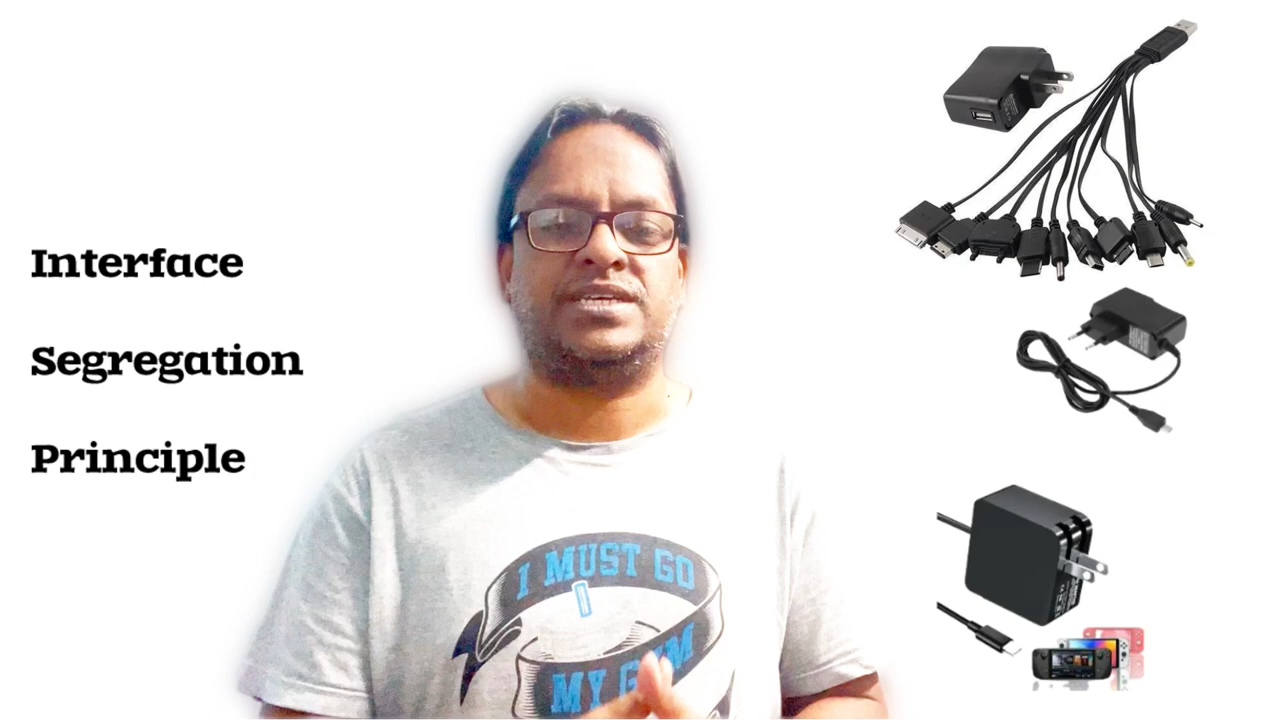 Interface
Segregation
Principle
I MUST GO
MY GYM